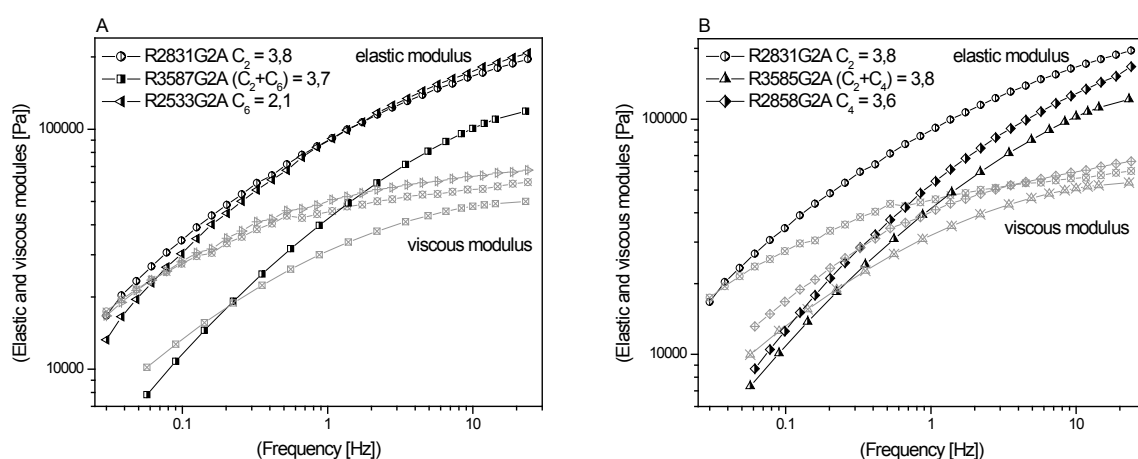 A
R2831G2A C2 = 3,8
R3587G2A (C2+C6) = 3,7
R2533G2A C6 = 2,1
elastic modulus
viscous modulus
100000
10000
(Elastic and viscous modules [Pa])
0.1
1
10
(Frequency [Hz])
B
R2831G2A C2 = 3,8
R3585G2A (C2+C4) = 3,8
R2858G2A C4 = 3,6
elastic modulus
viscous modulus
100000
10000
(Elastic and viscous modules [Pa])
0.1
1
10
(Frequency [Hz])